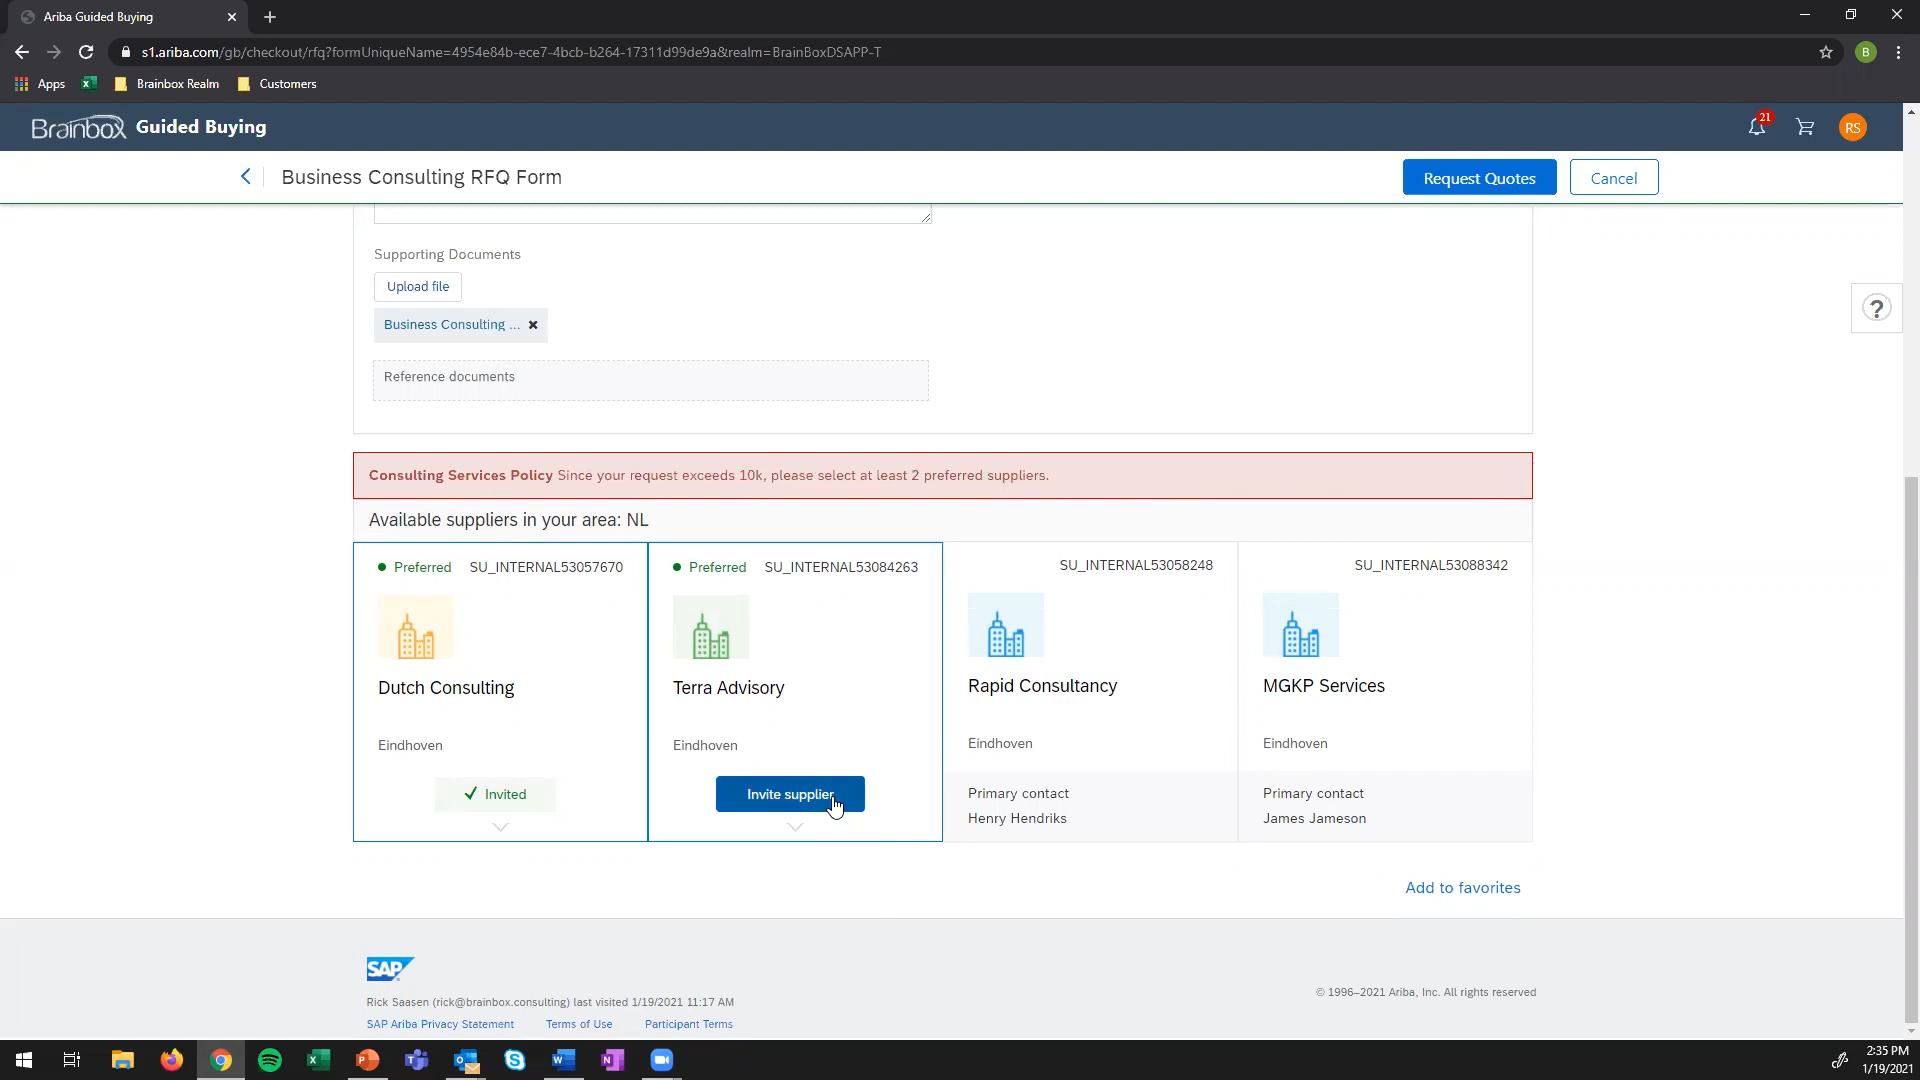 Ariba Guided Buying
s1.ariba.com/gb/checkout/rfq?formUniqueName=4954e84b-ece7-4bcb-b264-17311d99de9a&realm=BrainBoxDSAPP-T
B
Apps
Brainbox Realm
Customers
Brainbox Guided Buying
21
RS
Business Consulting RFQ Form
Request Quotes
Cancel
Supporting Documents
Upload file
Business Consulting ...
Reference documents
?
Consulting Services Policy Since your request exceeds 10k, please select at least 2 preferred suppliers.
Available suppliers in your area: NL
Preferred SU_INTERNAL53057670
Dutch Consulting
Eindhoven
Invited
Preferred SU_INTERNAL53084263
Terra Advisory
Eindhoven
Invite supplier
SU_INTERNAL53058248
Rapid Consultancy
Eindhoven
Primary contact
Henry Hendriks
SU_INTERNAL53088342
MGKP Services
Eindhoven
Primary contact
James Jameson
Add to favorites
SAP
Rick Saasen (rick@brainbox.consulting) last visited 1/19/2021 11:17 AM
© 1996–2021 Ariba, Inc. All rights reserved
SAP Ariba Privacy Statement
Terms of Use
Participant Terms
2:35 PM
1/19/2021